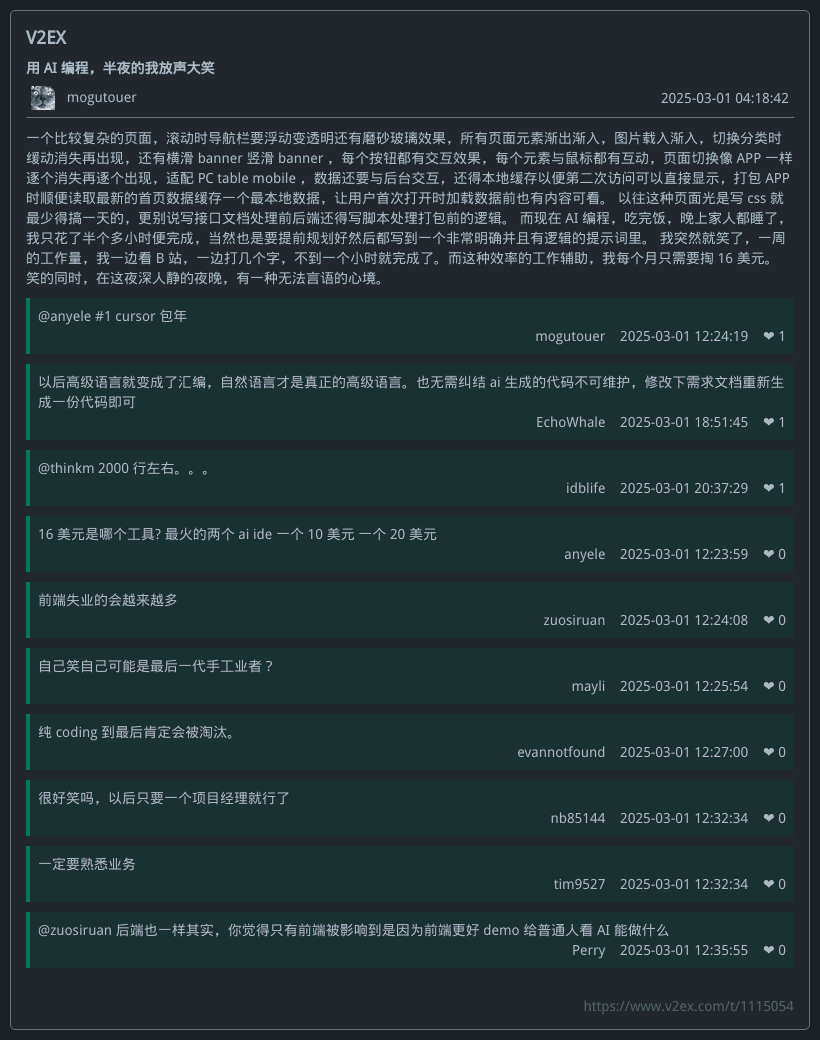 V2EX
用 AI 编程，半夜的我放声大笑
mogutouer 2025-03-01 04:18:42
一个比较复杂的页面，滚动时导航栏要浮动变透明还有磨砂玻璃效果，所有页面元素渐出渐入，图片载入渐入，切换分类时
缓动消失再出现，还有横滑 banner 竖滑 banner ，每个按钮都有交互效果，每个元素与鼠标都有互动，页面切换像 APP 一样
逐个消失再逐个出现，适配 PC table mobile ，数据还要与后台交互，还得本地缓存以便第二次访问可以直接显示，打包 APP
时顺便读取最新的首页数据缓存一个最本地数据，让用户首次打开时加载数据前也有内容可看。 以往这种页面光是写 css 就
最少得搞一天的，更别说写接口文档处理前后端还得写脚本处理打包前的逻辑。 而现在 AI 编程，吃完饭，晚上家人都睡了，
我只花了半个多小时便完成，当然也是要提前规划好然后都写到一个非常明确并且有逻辑的提示词里。 我突然就笑了，一周
的工作量，我一边看 B 站，一边打几个字，不到一个小时就完成了。而这种效率的工作辅助，我每个月只需要掏 16 美元。
笑的同时，在这夜深人静的夜晚，有一种无法言语的心境。
@anyele #1 cursor 包年
mogutouer 2025-03-01 12:24:19 ❤ 1
以后高级语言就变成了汇编，自然语言才是真正的高级语言。也无需纠结 ai 生成的代码不可维护，修改下需求文档重新生
成一份代码即可
EchoWhale 2025-03-01 18:51:45 ❤ 1
@thinkm 2000 行左右。。。
idblife 2025-03-01 20:37:29 ❤ 1
16 美元是哪个工具? 最火的两个 ai ide 一个 10 美元 一个 20 美元
anyele 2025-03-01 12:23:59 ❤ 0
前端失业的会越来越多
zuosiruan 2025-03-01 12:24:08 ❤ 0
自己笑自己可能是最后一代手工业者？
mayli 2025-03-01 12:25:54 ❤ 0
纯 coding 到最后肯定会被淘汰。
evannotfound 2025-03-01 12:27:00 ❤ 0
很好笑吗，以后只要一个项目经理就行了
nb85144 2025-03-01 12:32:34 ❤ 0
一定要熟悉业务
tim9527 2025-03-01 12:32:34 ❤ 0
@zuosiruan 后端也一样其实，你觉得只有前端被影响到是因为前端更好 demo 给普通人看 AI 能做什么
Perry 2025-03-01 12:35:55 ❤ 0
https://www.v2ex.com/t/1115054